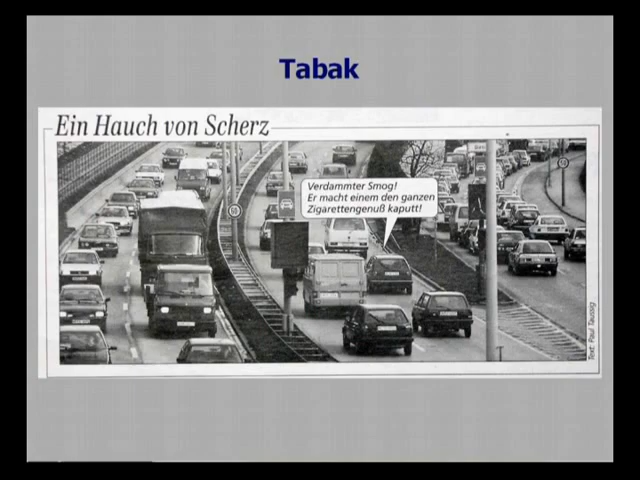 Tabak
Ein Hauch von Scherz
Verdammter Smog!
Er macht einem den ganzen
Zigarettengenuß kaputt!
Text: Paul Taussig